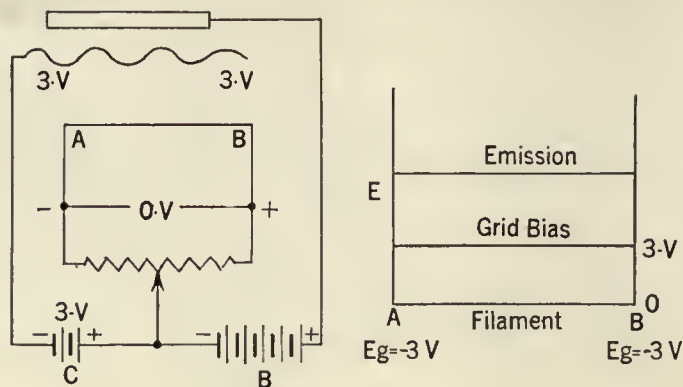 3·V 3·V
A B
- 0·V +
3·V
- + - +
C B
Emission
E
Grid Bias
3·V
0
A Filament B
Eg=-3 V Eg=-3 V